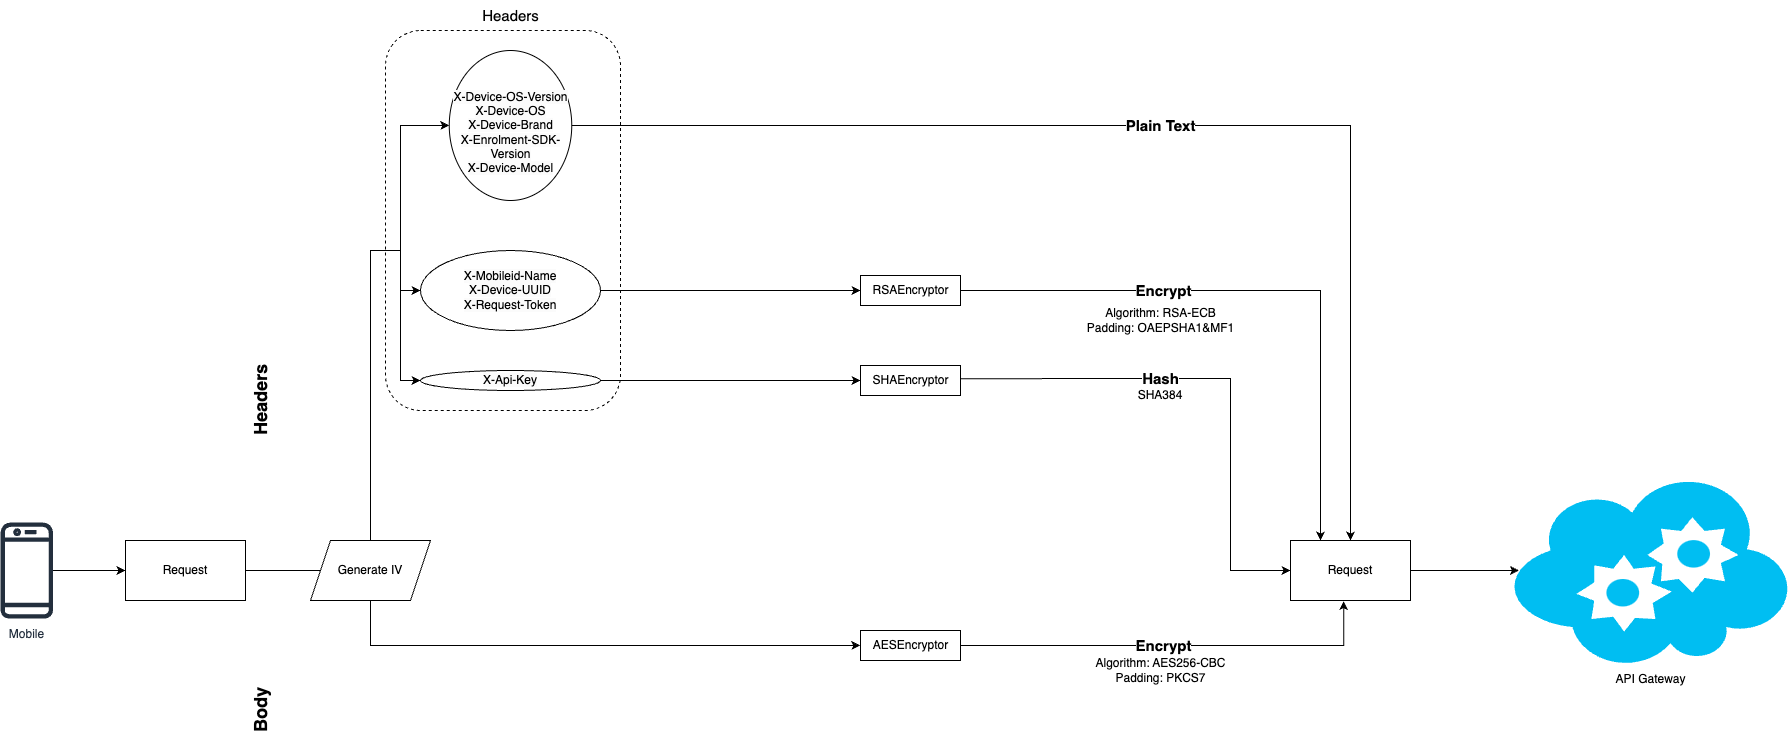 Headers
X-Device-OS-Version
X-Device-OS
X-Device-Brand
X-Enrolment-SDK-
Version
X-Device-Model
Plain Text
X-Mobileid-Name
X-Device-UUID
X-Request-Token
RSAEncryptor
Encrypt
Algorithm: RSA-ECB
Padding: OAEPSHA1&MF1
X-Api-Key
SHAEncryptor
Hash
SHA384
Headers
Mobile
Request
Generate IV
Request
AESEncryptor
Encrypt
Algorithm: AES256-CBC
Padding: PKCS7
API Gateway
Body